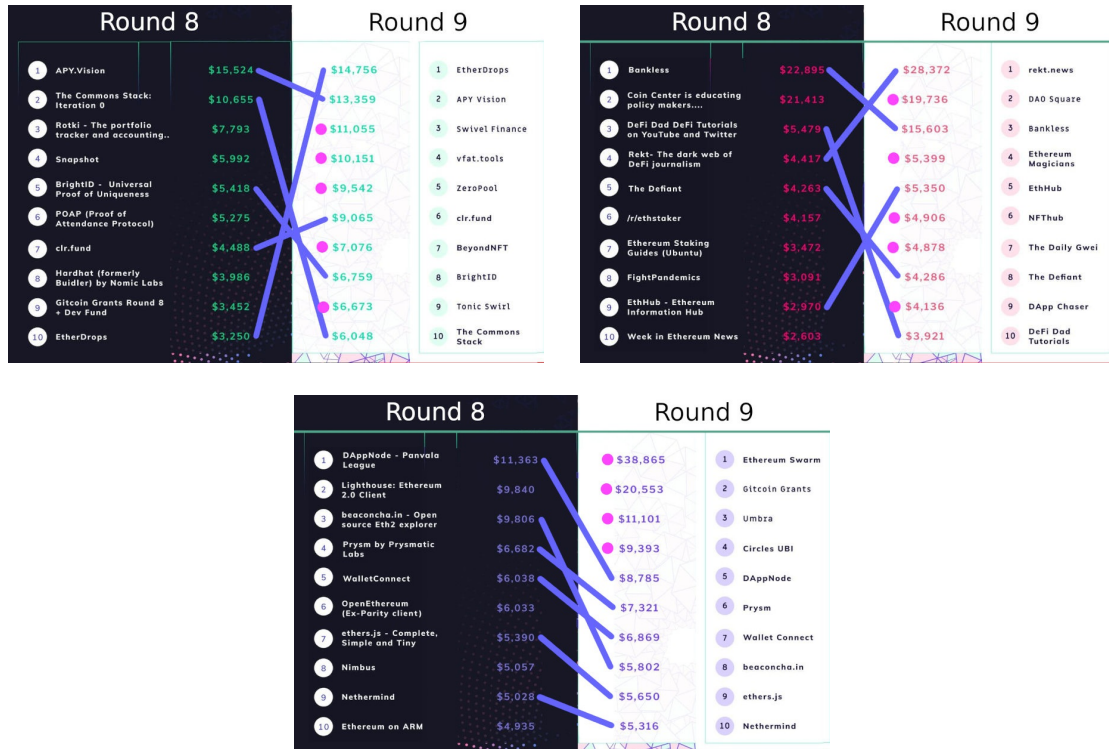 Round 8
Round 9
1 APY.Vision $15,524
2 The Commons Stack:
Iteration 0 $10,655
3 Rotki - The portfolio
tracker and accounting.. $7,793
4 Snapshot $5,992
5 BrightID - Universal
Proof of Uniqueness $5,418
6 POAP (Proof of
Attendance Protocol) $5,275
7 clr.fund $4,488
8 Hardhat (formerly
Buidler) by Nomic Labs $3,986
9 Gitcoin Grants Round 8
+ Dev Fund $3,452
10 EtherDrops $3,250
$14,756 1 EtherDrops
$13,359 2 APY Vision
$11,055 3 Swivel Finance
$10,151 4 vfat.tools
$9,542 5 ZeroPool
$9,065 6 clr.fund
$7,076 7 BeyondNFT
$6,759 8 BrightID
$6,673 9 Tonic Swirl
$6,048 10 The Commons
Stack
Round 8
Round 9
1 Bankless $22,895
2 Coin Center is educating
policy makers.... $21,413
3 DeFi Dad DeFi Tutorials
on YouTube and Twitter $5,479
4 Rekt- The dark web of
DeFi journalism $4,417
5 The Defiant $4,263
6 /r/ethstaker $4,157
7 Ethereum Staking
Guides (Ubuntu) $3,472
8 FightPandemics $3,091
9 EthHub - Ethereum
Information Hub $2,970
10 Week in Ethereum News $2,603
$28,372 1 rekt.news
$19,736 2 DAO Square
$15,603 3 Bankless
$5,399 4 Ethereum
Magicians
$5,350 5 EthHub
$4,906 6 NFThub
$4,878 7 The Daily Gwei
$4,286 8 The Defiant
$4,136 9 DApp Chaser
$3,921 10 DeFi Dad
Tutorials
Round 8
Round 9
1 DAppNode - Panvala
League $11,363
2 Lighthouse: Ethereum
2.0 Client $9,840
3 beaconcha.in - Open
source Eth2 explorer $9,806
4 Prysm by Prysmatic
Labs $6,682
5 WalletConnect $6,038
6 OpenEthereum
(Ex-Parity client) $6,033
7 ethers.js - Complete,
Simple and Tiny $5,390
8 Nimbus $5,057
9 Nethermind $5,028
10 Ethereum on ARM $4,935
$38,865 1 Ethereum Swarm
$20,553 2 Gitcoin Grants
$11,101 3 Umbra
$9,393 4 Circles UBI
$8,785 5 DAppNode
$7,321 6 Prysm
$6,869 7 Wallet Connect
$5,802 8 beaconcha.in
$5,650 9 ethers.js
$5,316 10 Nethermind